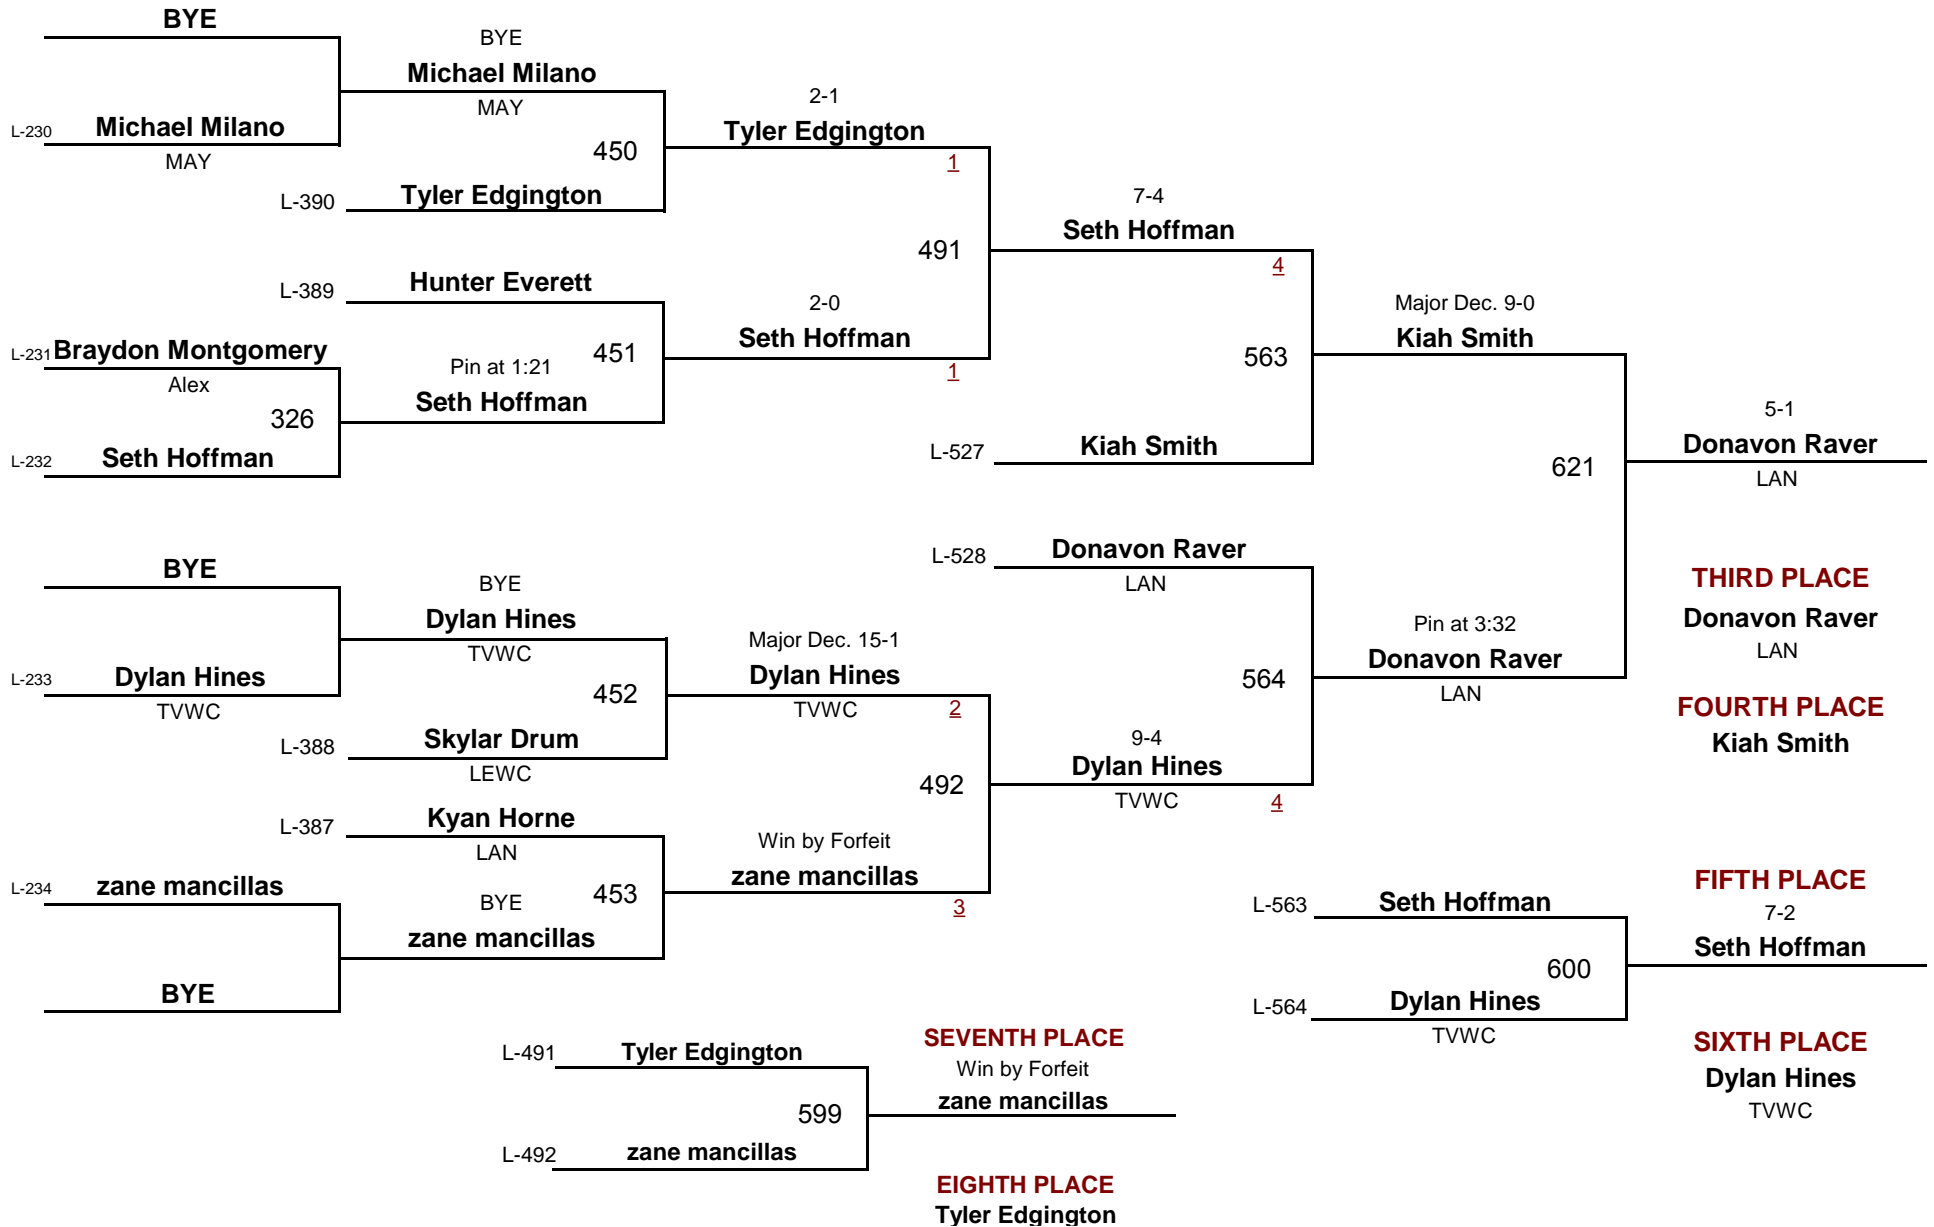 BYE
L-230 Michael Milano
MAY
BYE
Michael Milano
MAY
450
L-390 Tyler Edgington
2-1
Tyler Edgington
1
L-389 Hunter Everett
L-231 Braydon Montgomery
Alex
326
L-232 Seth Hoffman
Pin at 1:21
Seth Hoffman
451
2-0
Seth Hoffman
1
491
7-4
Seth Hoffman
4
L-527 Kiah Smith
563
Major Dec. 9-0
Kiah Smith
621
5-1
Donavon Raver
LAN
BYE
L-233 Dylan Hines
TVWC
BYE
Dylan Hines
TVWC
452
L-388 Skylar Drum
LEWC
Major Dec. 15-1
Dylan Hines
TVWC
2
L-387 Kyan Horne
LAN
L-234 zane mancillas
BYE
BYE
zane mancillas
453
Win by Forfeit
zane mancillas
3
492
L-528 Donavon Raver
LAN
9-4
Dylan Hines
TVWC
4
564
Pin at 3:32
Donavon Raver
LAN
THIRD PLACE
Donavon Raver
LAN
FOURTH PLACE
Kiah Smith
L-563 Seth Hoffman
600
L-564 Dylan Hines
TVWC
FIFTH PLACE
7-2
Seth Hoffman
SIXTH PLACE
Dylan Hines
TVWC
L-491 Tyler Edgington
599
L-492 zane mancillas
SEVENTH PLACE
Win by Forfeit
zane mancillas
EIGHTH PLACE
Tyler Edgington